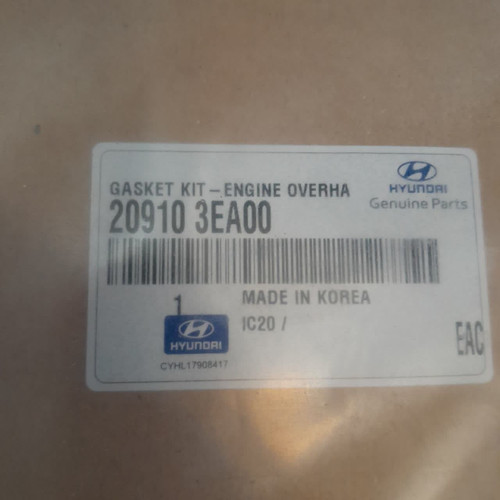 HYUNDAI
Genuine Parts
GASKET KIT-ENGINE OVERHA
20910 3EA00
1
MADE IN KOREA
IC20 /
HYUNDAI
CYHL17908417
EAC